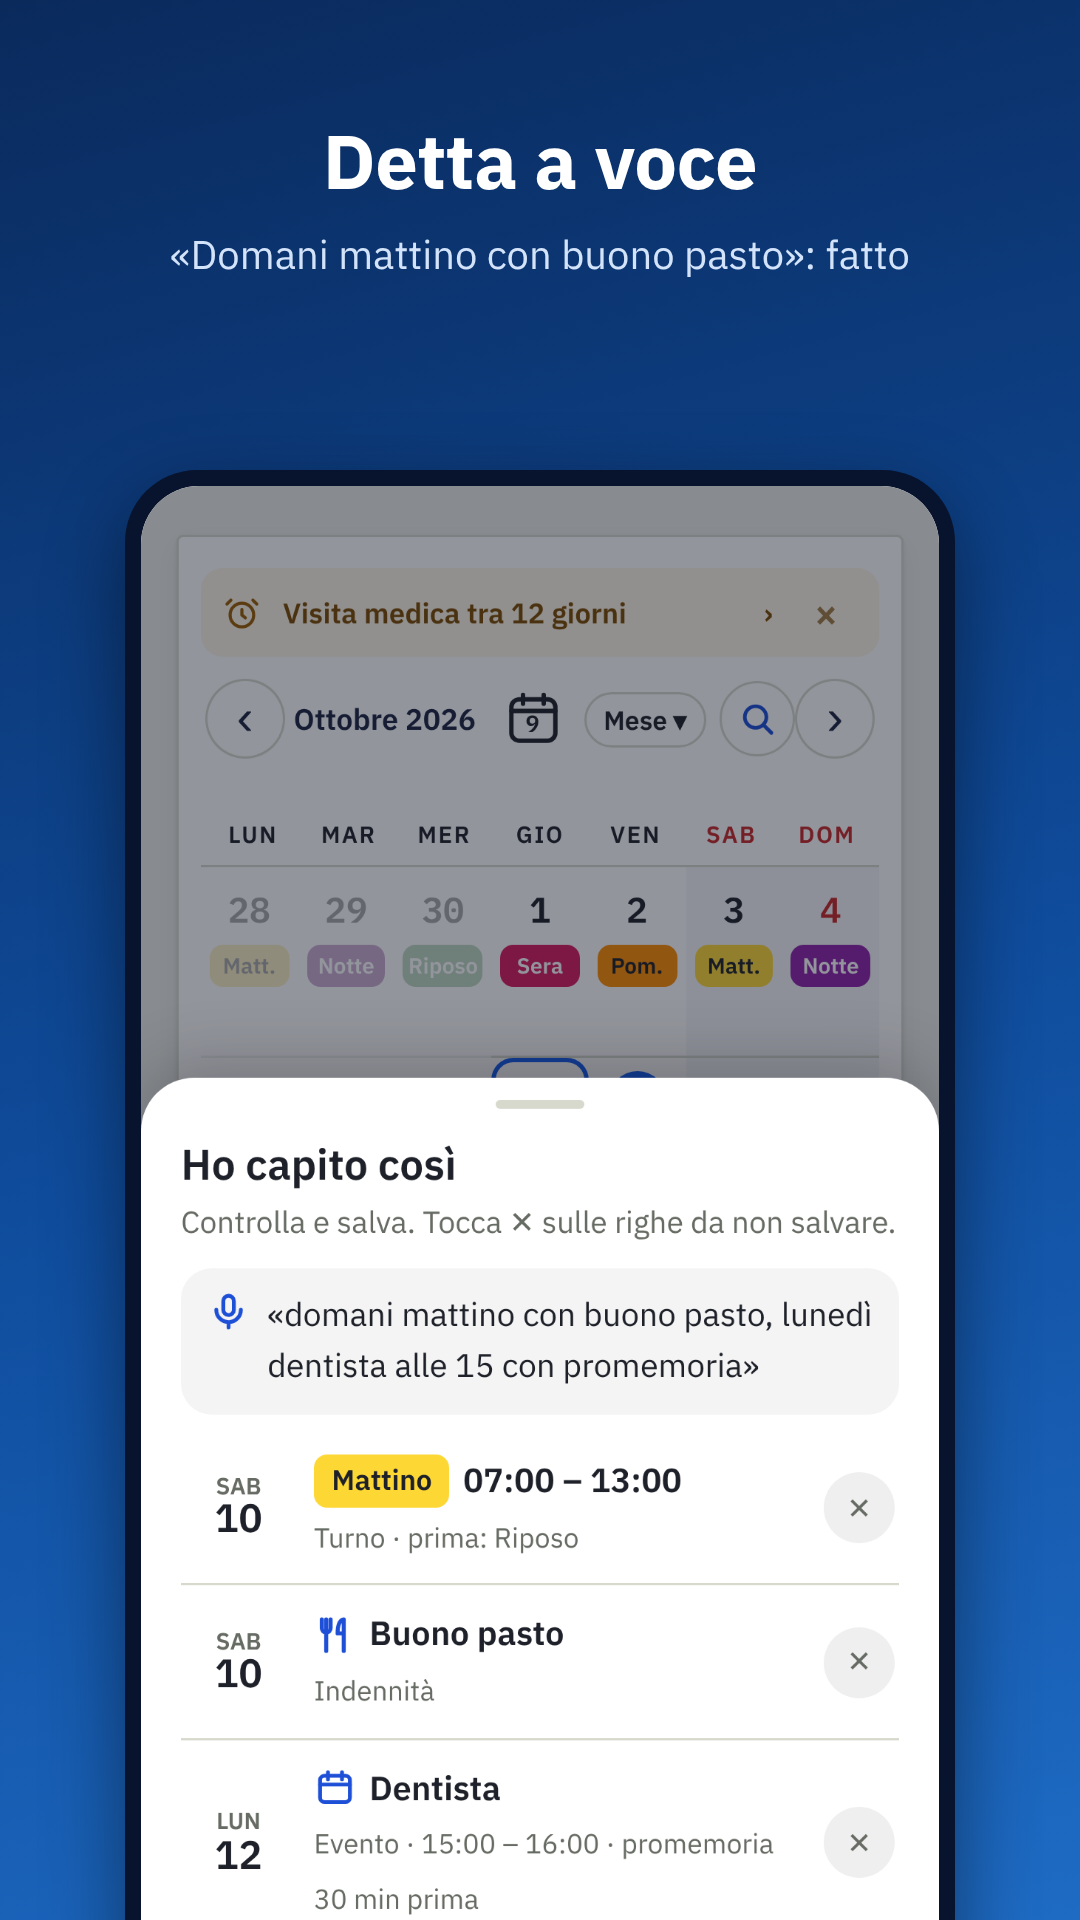 Detta a voce
«Domani mattino con buono pasto»: fatto
Visita medica tra 12 giorni › ×
‹ Ottobre 2026 9 Mese ▾ ›
LUN MAR MER GIO VEN SAB DOM
28 29 30 1 2 3 4
Matt. Notte Riposo Sera Pom. Matt. Notte
Ho capito così
Controlla e salva. Tocca ✕ sulle righe da non salvare.
«domani mattino con buono pasto, lunedì
dentista alle 15 con promemoria»
SAB
10
Mattino 07:00 – 13:00
Turno · prima: Riposo
✕
SAB
10
Buono pasto
Indennità
✕
LUN
12
Dentista
Evento · 15:00 – 16:00 · promemoria
30 min prima
✕